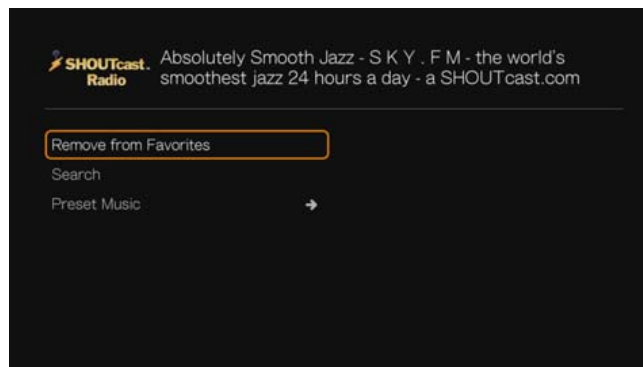 SHOUTcast.
Radio
Absolutely Smooth Jazz - S K Y . F M - the world's
smoothest jazz 24 hours a day - a SHOUTcast.com
Remove from Favorites
Search
Preset Music